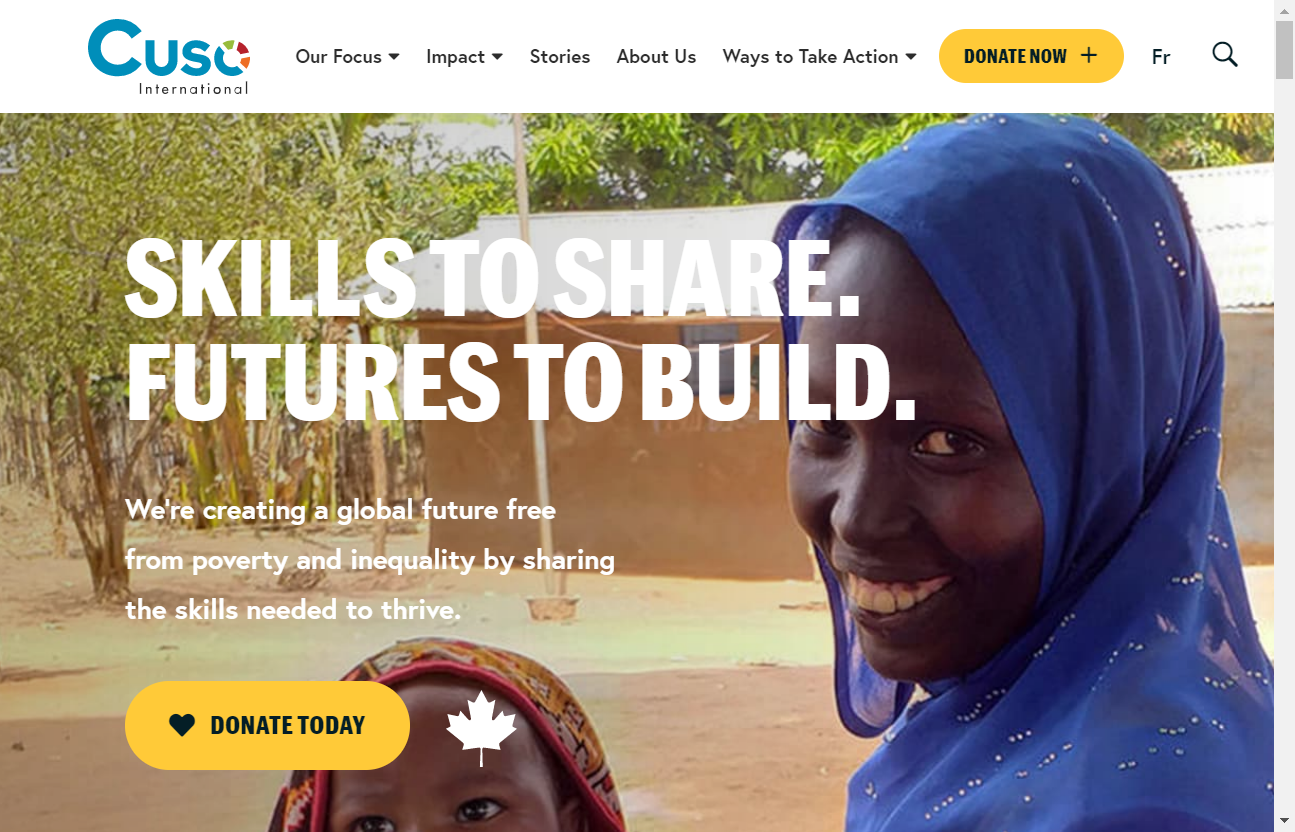 Cuso
International
Our Focus
Impact
Stories
About Us
Ways to Take Action
DONATE NOW
Fr
SKILLS TO SHARE.
FUTURES TO BUILD.
We're creating a global future free
from poverty and inequality by sharing
the skills needed to thrive.
DONATE TODAY